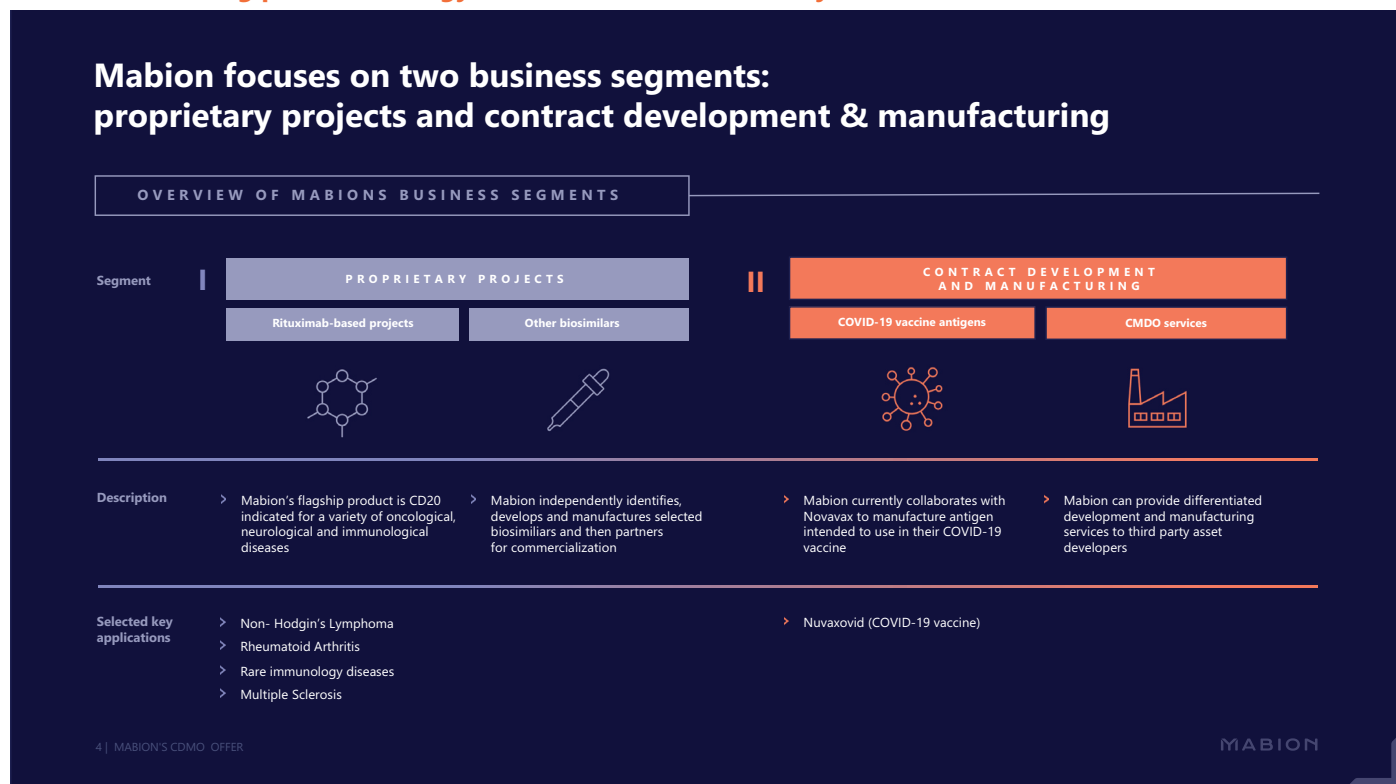 Mabion focuses on two business segments:
proprietary projects and contract development & manufacturing
OVERVIEW OF MABIONS BUSINESS SEGMENTS
Segment
I
PROPRIETARY PROJECTS
II
CONTRACT DEVELOPMENT
AND MANUFACTURING
Rituximab-based projects
Other biosimilars
COVID-19 vaccine antigens
CMDO services
Description
> Mabion's flagship product is CD20
indicated for a variety of oncological,
neurological and immunological
diseases
> Mabion independently identifies,
develops and manufactures selected
biosimiliars and then partners
for commercialization
> Mabion currently collaborates with
Novavax to manufacture antigen
intended to use in their COVID-19
vaccine
> Mabion can provide differentiated
development and manufacturing
services to third party asset
developers
Selected key
applications
> Non- Hodgin's Lymphoma
> Rheumatoid Arthritis
> Rare immunology diseases
> Multiple Sclerosis
> Nuvaxovid (COVID-19 vaccine)
4 | MABION'S CDMO OFFER
MABION